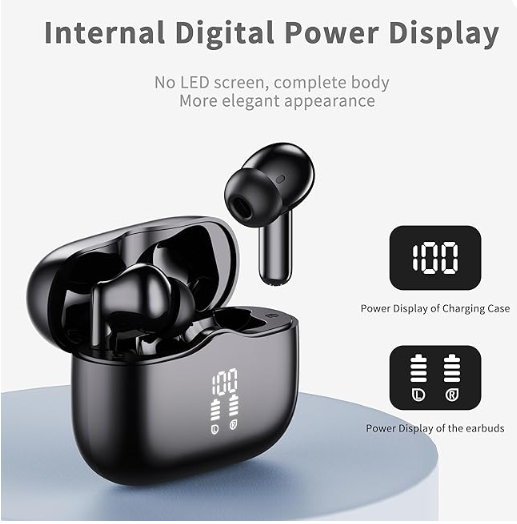 Internal Digital Power Display
No LED screen, complete body
More elegant appearance
100
Power Display of Charging Case
100
L R
L R
Power Display of the earbuds